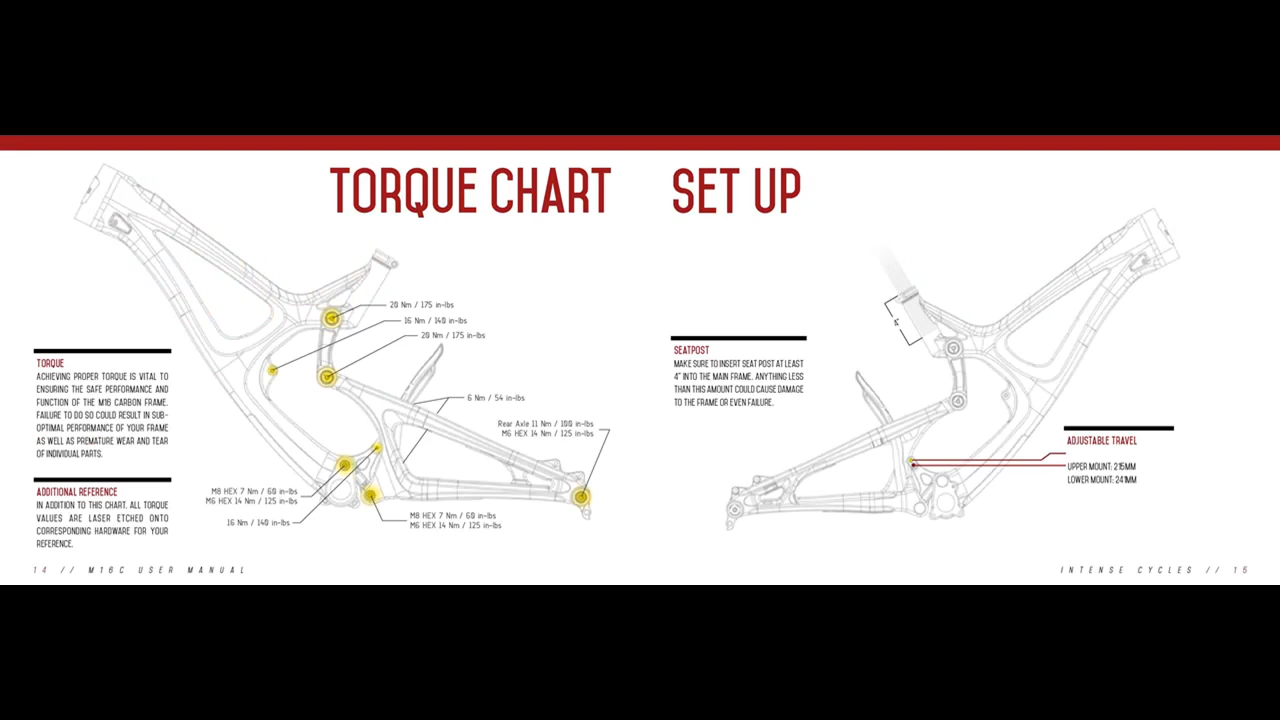 TORQUE CHART
20 Nm / 175 in-lbs
16 Nm / 140 in-lbs
20 Nm / 175 in-lbs
6 Nm / 54 in-lbs
Rear Axle 11 Nm / 100 in-lbs
M6 HEX 14 Nm / 125 in-lbs
TORQUE
ACHIEVING PROPER TORQUE IS VITAL TO
ENSURING THE SAFE PERFORMANCE AND
FUNCTION OF THE M16 CARBON FRAME.
FAILURE TO DO SO COULD RESULT IN SUB-
OPTIMAL PERFORMANCE OF YOUR FRAME
AS WELL AS PREMATURE WEAR AND TEAR
OF INDIVIDUAL PARTS.
ADDITIONAL REFERENCE
IN ADDITION TO THIS CHART, ALL TORQUE
VALUES ARE LASER ETCHED ONTO
CORRESPONDING HARDWARE FOR YOUR
REFERENCE.
M8 HEX 7 Nm / 60 in-lbs
M6 HEX 14 Nm / 125 in-lbs
16 Nm / 140 in-lbs
M8 HEX 7 Nm / 60 in-lbs
M6 HEX 14 Nm / 125 in-lbs
14 // M16C USER MANUAL
SET UP
4"
SEATPOST
MAKE SURE TO INSERT SEAT POST AT LEAST
4" INTO THE MAIN FRAME. ANYTHING LESS
THAN THIS AMOUNT COULD CAUSE DAMAGE
TO THE FRAME OR EVEN FAILURE.
ADJUSTABLE TRAVEL
UPPER MOUNT: 215MM
LOWER MOUNT: 241MM
INTENSE CYCLES // 15